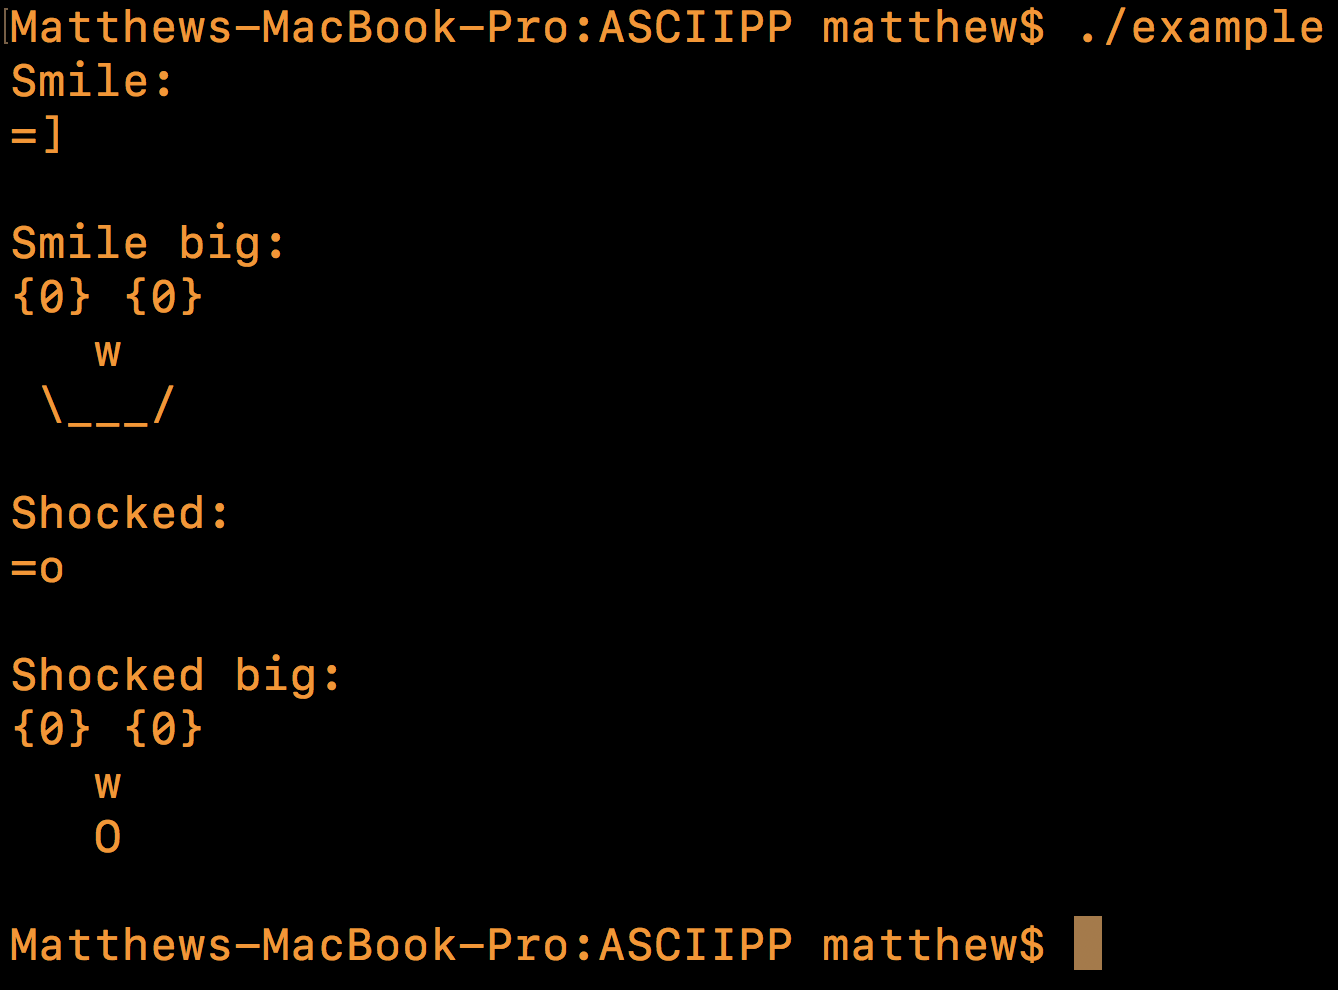 Matthews-MacBook-Pro:ASCIIPP matthew$ ./example
Smile:
=]

Smile big:
{0} {0}
   w
 \___/

Shocked:
=o

Shocked big:
{0} {0}
   w
   O

Matthews-MacBook-Pro:ASCIIPP matthew$